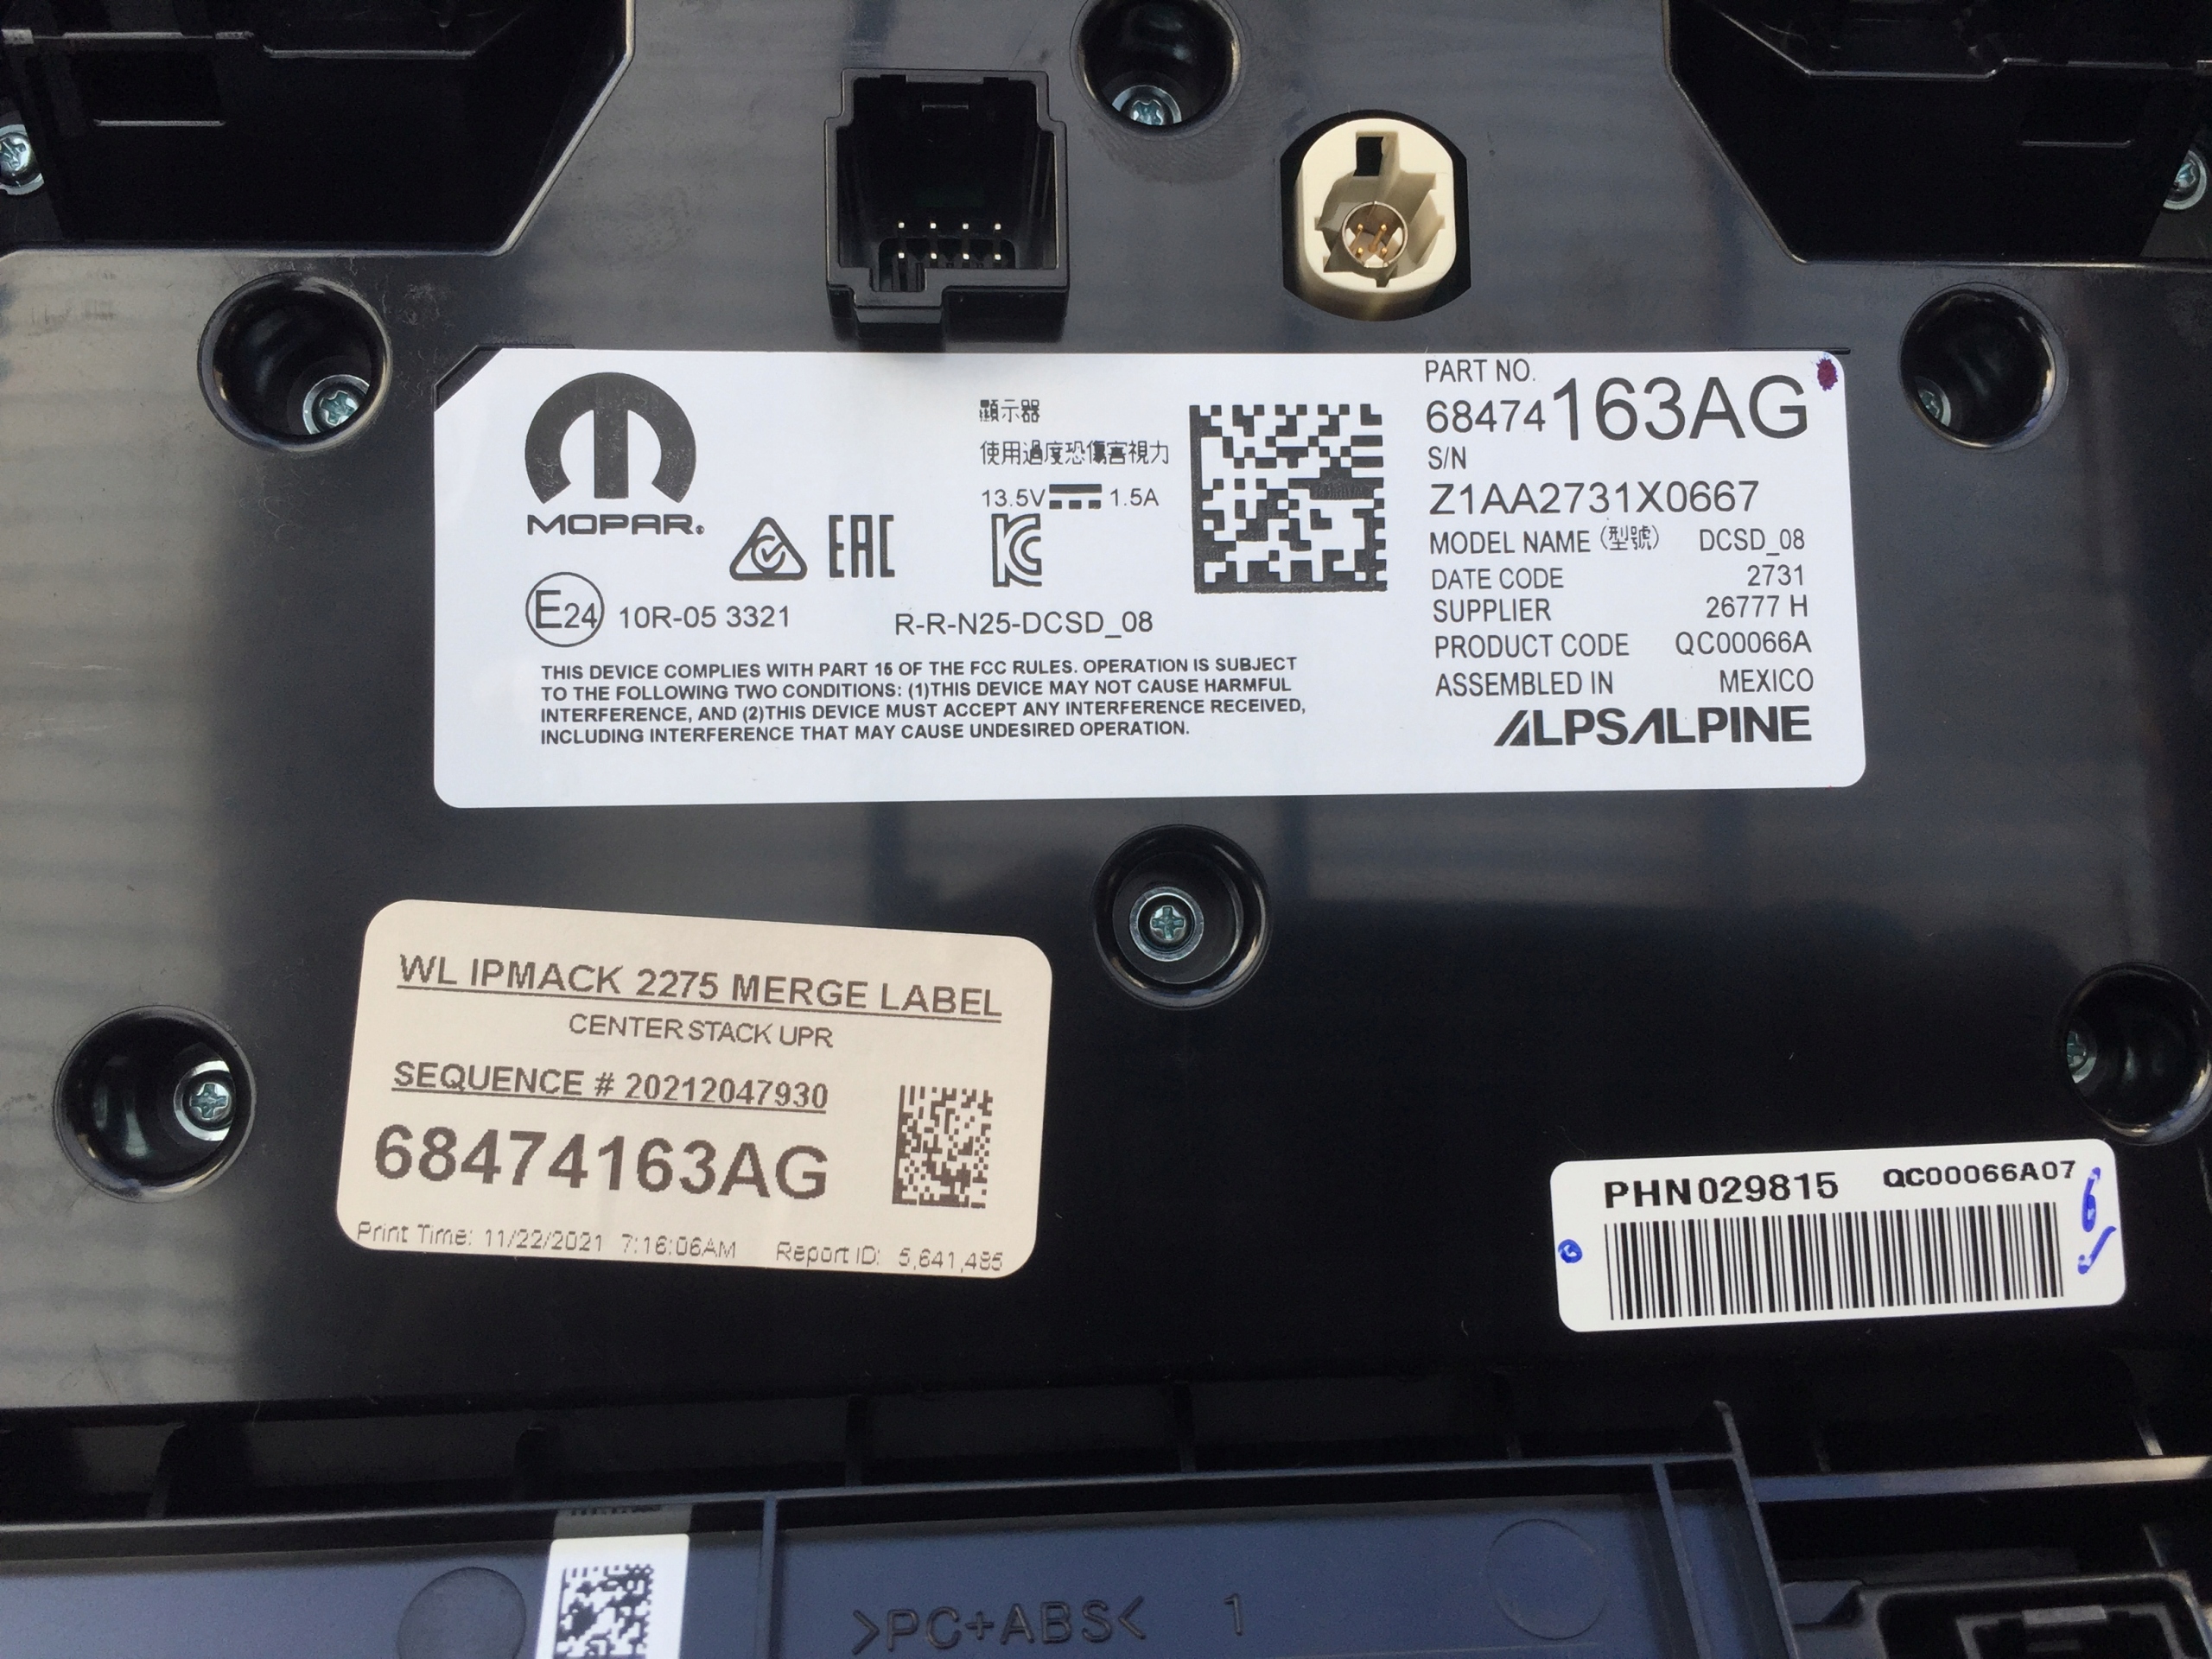 MOPAR®
顯示器
使用過度恐傷害視力
13.5V 1.5A
EAC
KC
E24 10R-05 3321
R-R-N25-DCSD_08
THIS DEVICE COMPLIES WITH PART 15 OF THE FCC RULES. OPERATION IS SUBJECT
TO THE FOLLOWING TWO CONDITIONS: (1)THIS DEVICE MAY NOT CAUSE HARMFUL
INTERFERENCE, AND (2)THIS DEVICE MUST ACCEPT ANY INTERFERENCE RECEIVED,
INCLUDING INTERFERENCE THAT MAY CAUSE UNDESIRED OPERATION.
PART NO.
68474163AG
S/N
Z1AA2731X0667
MODEL NAME (型號) DCSD_08
DATE CODE 2731
SUPPLIER 26777 H
PRODUCT CODE QC00066A
ASSEMBLED IN MEXICO
ALPSALPINE
WL IPMACK 2275 MERGE LABEL
CENTER STACK UPR
SEQUENCE # 20212047930
68474163AG
Print Time: 11/22/2021 7:16:06AM Report ID: 5,641,485
PHN029815 QC00066A07
>PC+ABS< 1